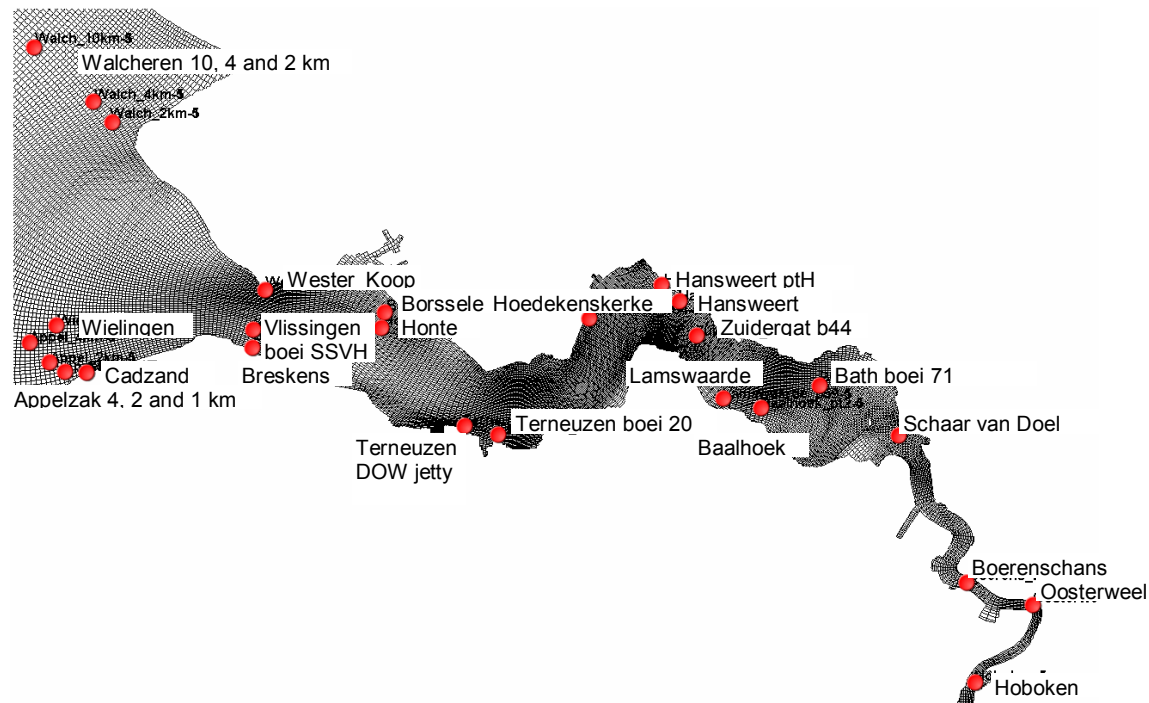 Walch_10km-5
Walcheren 10, 4 and 2 km
Walch_4km-5
Walch_2km-5
Wester Koop
Hansweert ptH
Borssele
Hoedekenskerke
Hansweert
Wielingen
Vlissingen
boei SSVH
Honte
Zuidergat b44
Cadzand
Breskens
Lamswaarde
Bath boei 71
Appelzak 4, 2 and 1 km
Terneuzen boei 20
Schaar van Doel
Terneuzen
DOW jetty
Baalhoek
Boerenschans
Oosterweel
Hoboken